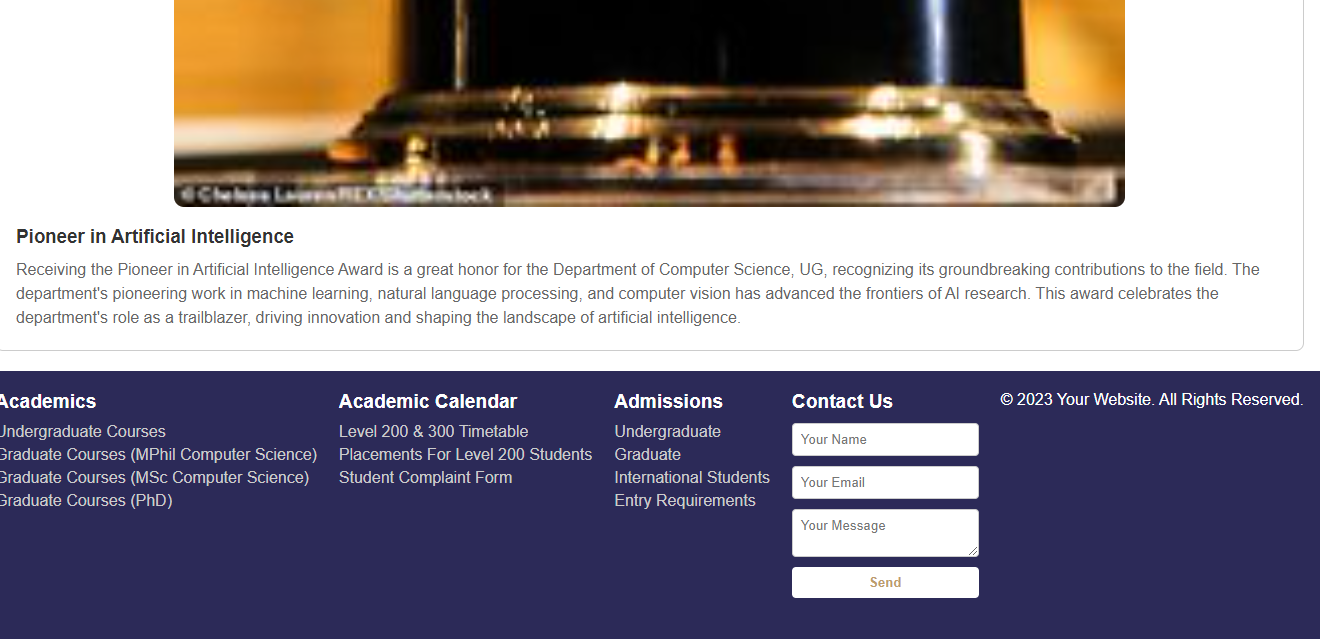 © Chelsea Lauren/REX/Shutterstock
Pioneer in Artificial Intelligence
Receiving the Pioneer in Artificial Intelligence Award is a great honor for the Department of Computer Science, UG, recognizing its groundbreaking contributions to the field. The
department's pioneering work in machine learning, natural language processing, and computer vision has advanced the frontiers of AI research. This award celebrates the
department's role as a trailblazer, driving innovation and shaping the landscape of artificial intelligence.
Academics
Undergraduate Courses
Graduate Courses (MPhil Computer Science)
Graduate Courses (MSc Computer Science)
Graduate Courses (PhD)
Academic Calendar
Level 200 & 300 Timetable
Placements For Level 200 Students
Student Complaint Form
Admissions
Undergraduate
Graduate
International Students
Entry Requirements
Contact Us
Your Name
Your Email
Your Message
Send
© 2023 Your Website. All Rights Reserved.